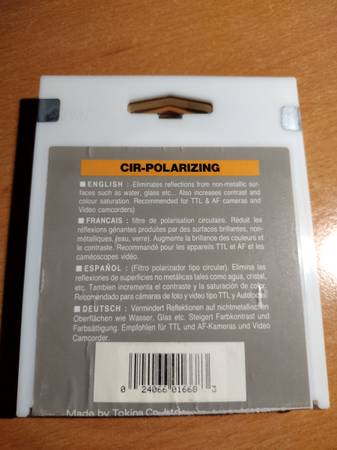 CIR-POLARIZING
■ ENGLISH : Eliminates reflections from non-metallic sur-
faces such as water, glass etc... Also increases contrast and
colour saturation. Recommended for TTL & AF cameras and
Video camcorders)
■ FRANCAIS : filtre de polarisation circulaire. Réduit les
réflexions génantes produites par des surfaces brillantes, non-
métalliques, (eau, verre). Augmente la brillance des couleurs et
le contraste. Recommandó pour les appareils TTL et AF et les
caméoscopes vidéo.
■ ESPAÑOL : (Filtro polarizador tipo circular) Elimina las
reflexiones de superficies no metálicas tales como agua, cristal,
etc. Tambien incrementa el contraste y la saturación de color.
Recomendado para cámaras de foto y video tipo TTL y Autofocus)
■ DEUTSCH : Vermindert Reflektionen auf nichtmetallischen
Oberflächen wie Wasser, Glas etc. Steigert Farbkontrast und
Farbsättigung. Empfohlen für TTL und AF-Kameras und Video
Camcorder.
0 24066 01668 3
Made by Tokina Co.